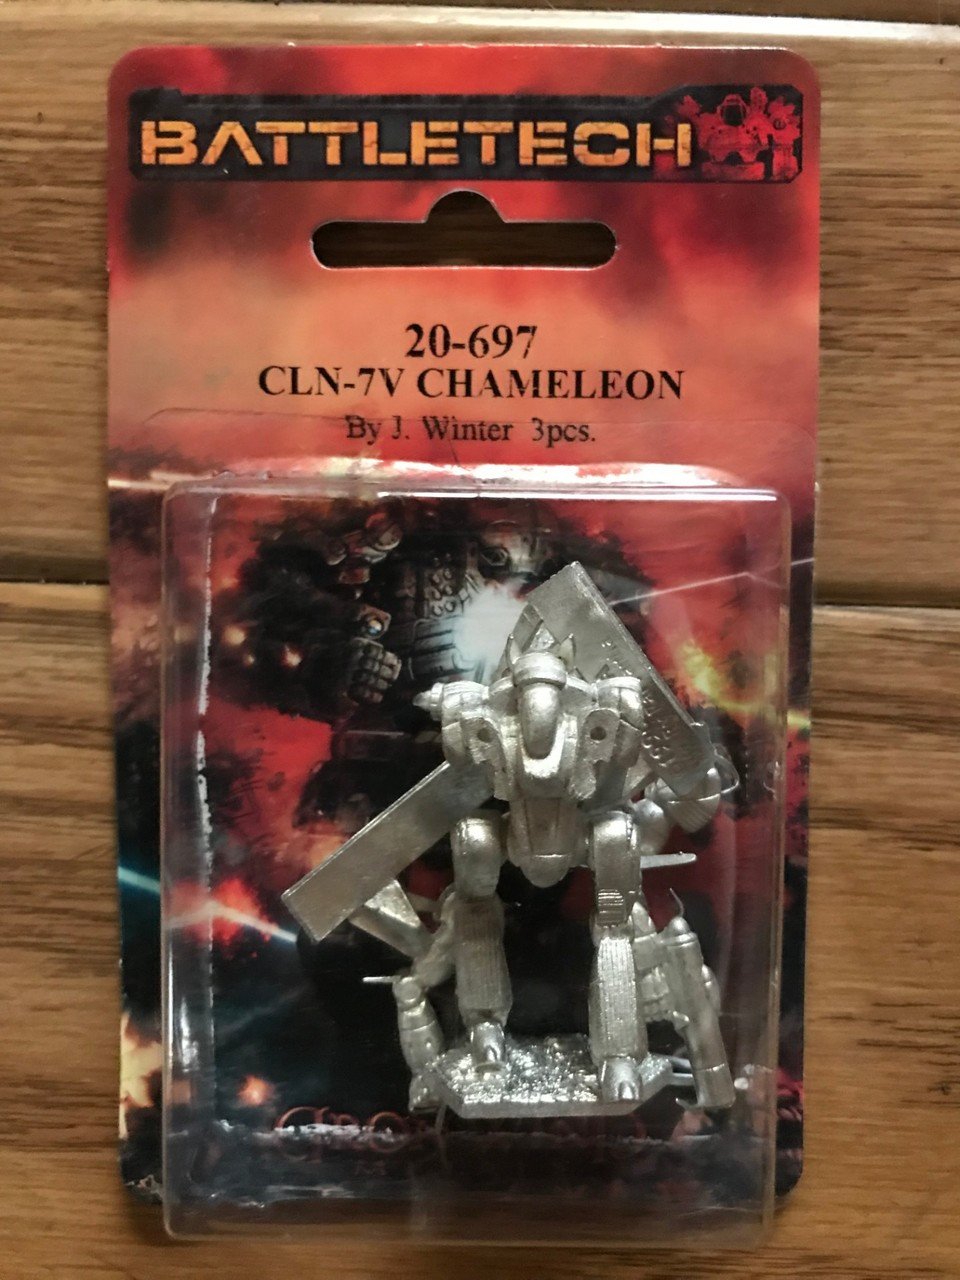 BATTLETECH
20-697
CLN-7V CHAMELEON
By J. Winter 3pcs.